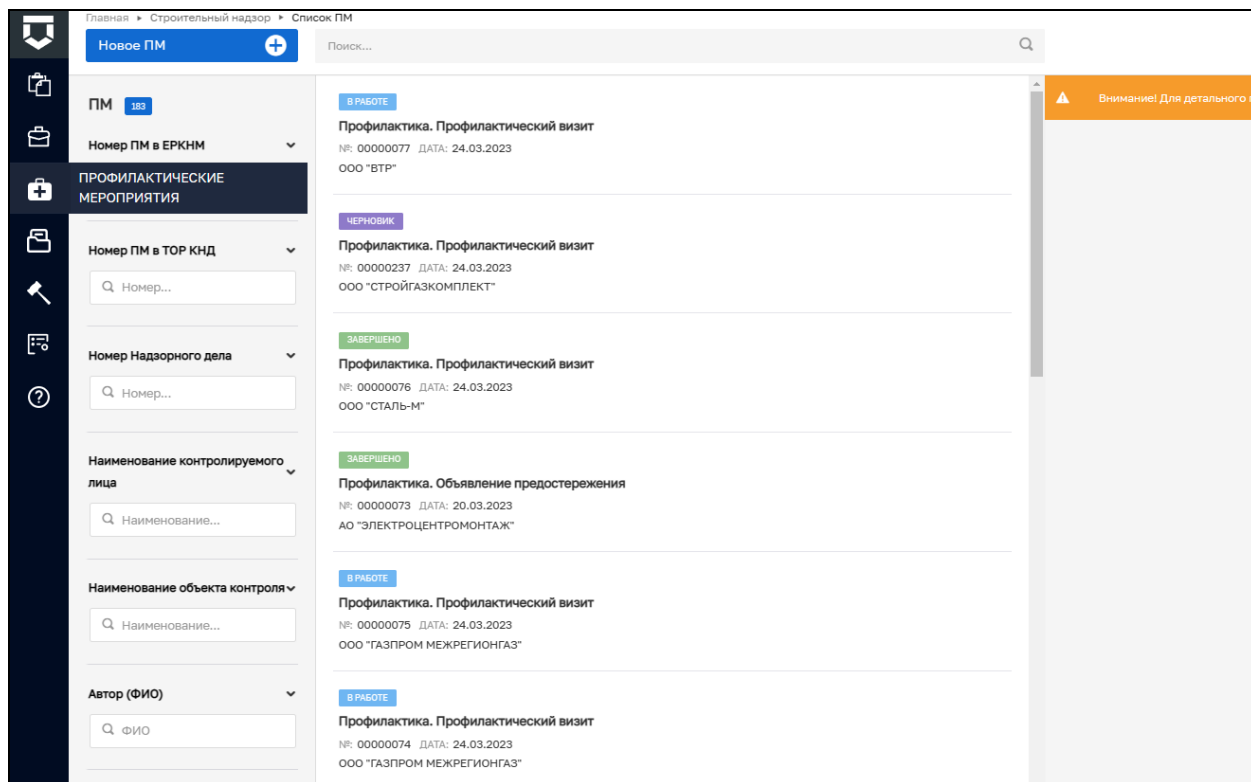 Главная ▸ Строительный надзор ▸ Список ПМ
Новое ПМ
Поиск...
ПМ 183
Номер ПМ в ЕРКНМ
ПРОФИЛАКТИЧЕСКИЕ
МЕРОПРИЯТИЯ
Номер ПМ в ТОР КНД
Номер...
Номер Надзорного дела
Номер...
Наименование контролируемого
лица
Наименование...
Наименование объекта контроля
Наименование...
Автор (ФИО)
ФИО
В РАБОТЕ
Профилактика. Профилактический визит
№: 00000077 ДАТА: 24.03.2023
ООО "ВТР"
ЧЕРНОВИК
Профилактика. Профилактический визит
№: 00000237 ДАТА: 24.03.2023
ООО "СТРОЙГАЗКОМПЛЕКТ"
ЗАВЕРШЕНО
Профилактика. Профилактический визит
№: 00000076 ДАТА: 24.03.2023
ООО "СТАЛЬ-М"
ЗАВЕРШЕНО
Профилактика. Объявление предостережения
№: 00000073 ДАТА: 20.03.2023
АО "ЭЛЕКТРОЦЕНТРОМОНТАЖ"
В РАБОТЕ
Профилактика. Профилактический визит
№: 00000075 ДАТА: 24.03.2023
ООО "ГАЗПРОМ МЕЖРЕГИОНГАЗ"
В РАБОТЕ
Профилактика. Профилактический визит
№: 00000074 ДАТА: 24.03.2023
ООО "ГАЗПРОМ МЕЖРЕГИОНГАЗ"
Внимание! Для детального